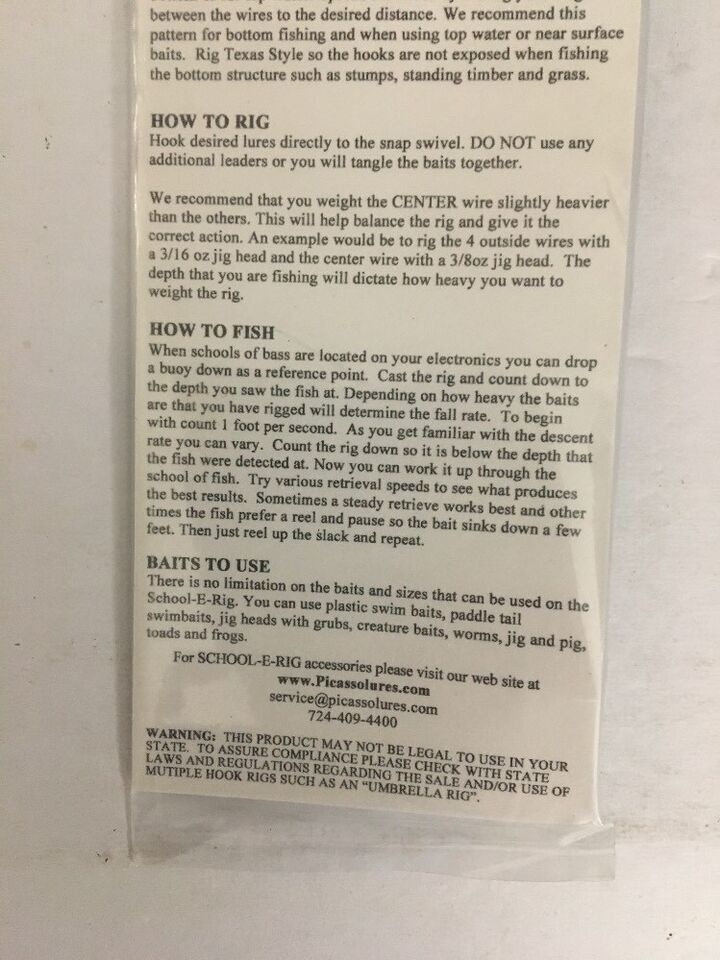 between the wires to the desired distance. We recommend this
pattern for bottom fishing and when using top water or near surface
baits. Rig Texas Style so the hooks are not exposed when fishing
the bottom structure such as stumps, standing timber and grass.
HOW TO RIG
Hook desired lures directly to the snap swivel. DO NOT use any
additional leaders or you will tangle the baits together.
We recommend that you weight the CENTER wire slightly heavier
than the others. This will help balance the rig and give it the
correct action. An example would be to rig the 4 outside wires with
a 3/16 oz jig head and the center wire with a 3/8oz jig head. The
depth that you are fishing will dictate how heavy you want to
weight the rig.
HOW TO FISH
When schools of bass are located on your electronics you can drop
a buoy down as a reference point. Cast the rig and count down to
the depth you saw the fish at. Depending on how heavy the baits
are that you have rigged will determine the fall rate. To begin
with count 1 foot per second. As you get familiar with the descent
rate you can vary. Count the rig down so it is below the depth that
the fish were detected at. Now you can work it up through the
school of fish. Try various retrieval speeds to see what produces
the best results. Sometimes a steady retrieve works best and other
times the fish prefer a reel and pause so the bait sinks down a few
feet. Then just reel up the slack and repeat.
BAITS TO USE
There is no limitation on the baits and sizes that can be used on the
School-E-Rig. You can use plastic swim baits, paddle tail
swimbaits, jig heads with grubs, creature baits, worms, jig and pig,
toads and frogs.
For SCHOOL-E-RIG accessories please visit our web site at
www.Picassolures.com
service@picassolures.com
724-409-4400
WARNING: THIS PRODUCT MAY NOT BE LEGAL TO USE IN YOUR
STATE. TO ASSURE COMPLIANCE PLEASE CHECK WITH STATE
LAWS AND REGULATIONS REGARDING THE SALE AND/OR USE OF
MUTIPLE HOOK RIGS SUCH AS AN "UMBRELLA RIG".